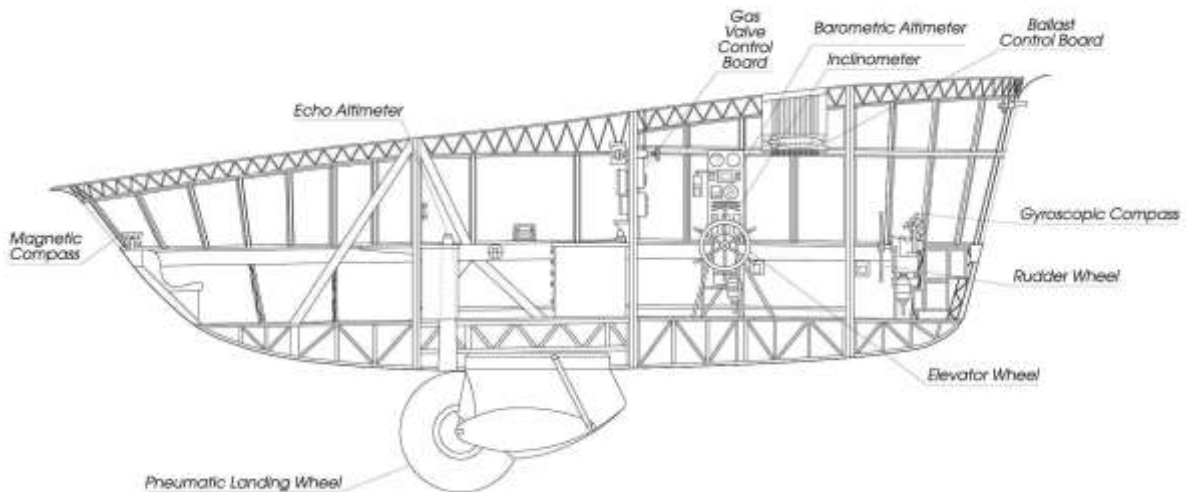 Gas
Valve
Control
Board
Barometric Altimeter
Ballast
Control Board
Inclinometer
Echo Altimeter
Magnetic
Compass
Gyroscopic Compass
Rudder Wheel
Elevator Wheel
Pneumatic Landing Wheel